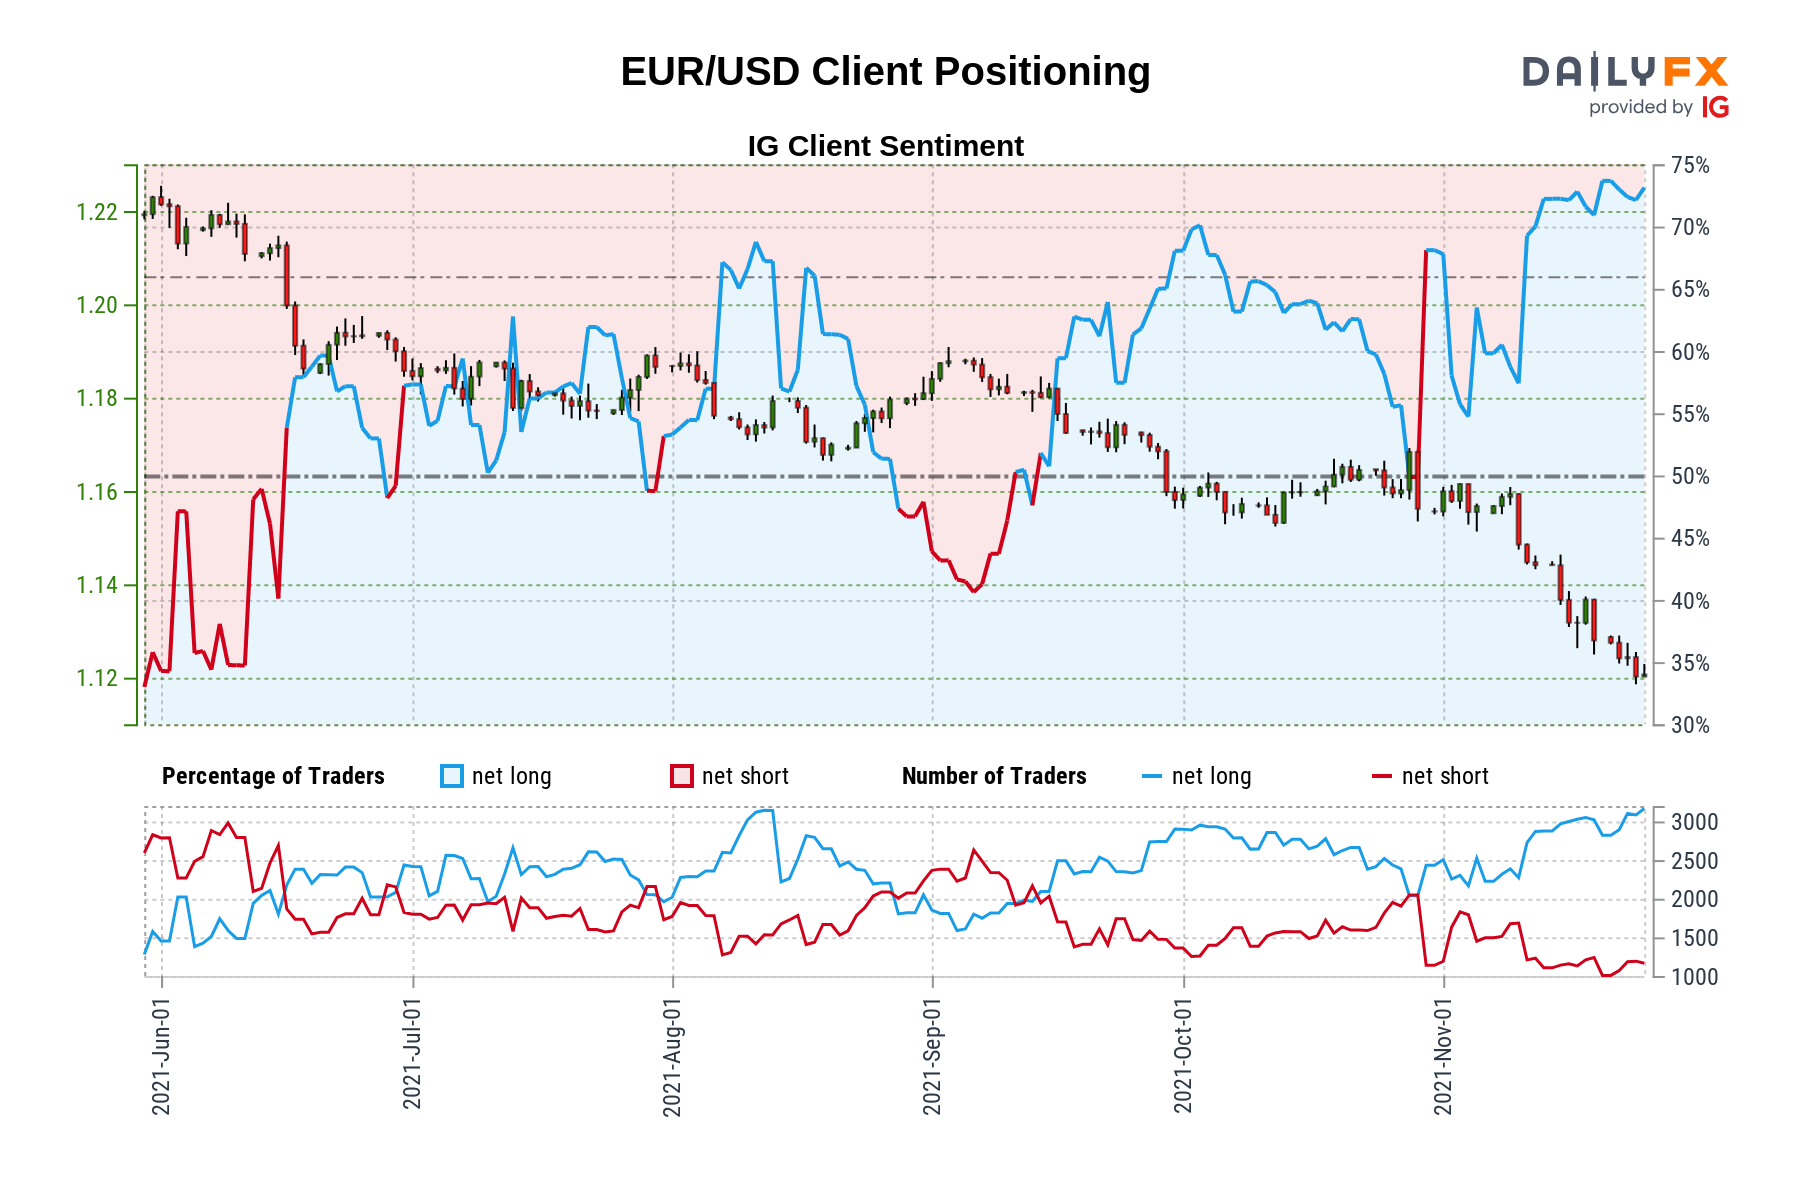 EUR/USD Client Positioning
DAILYFX
provided by IG
IG Client Sentiment
1.22
1.20
1.18
1.16
1.14
1.12
75%
70%
65%
60%
55%
50%
45%
40%
35%
30%
Percentage of Traders net long net short Number of Traders net long net short
3000
2500
2000
1500
1000
2021-Jun-01
2021-Jul-01
2021-Aug-01
2021-Sep-01
2021-Oct-01
2021-Nov-01